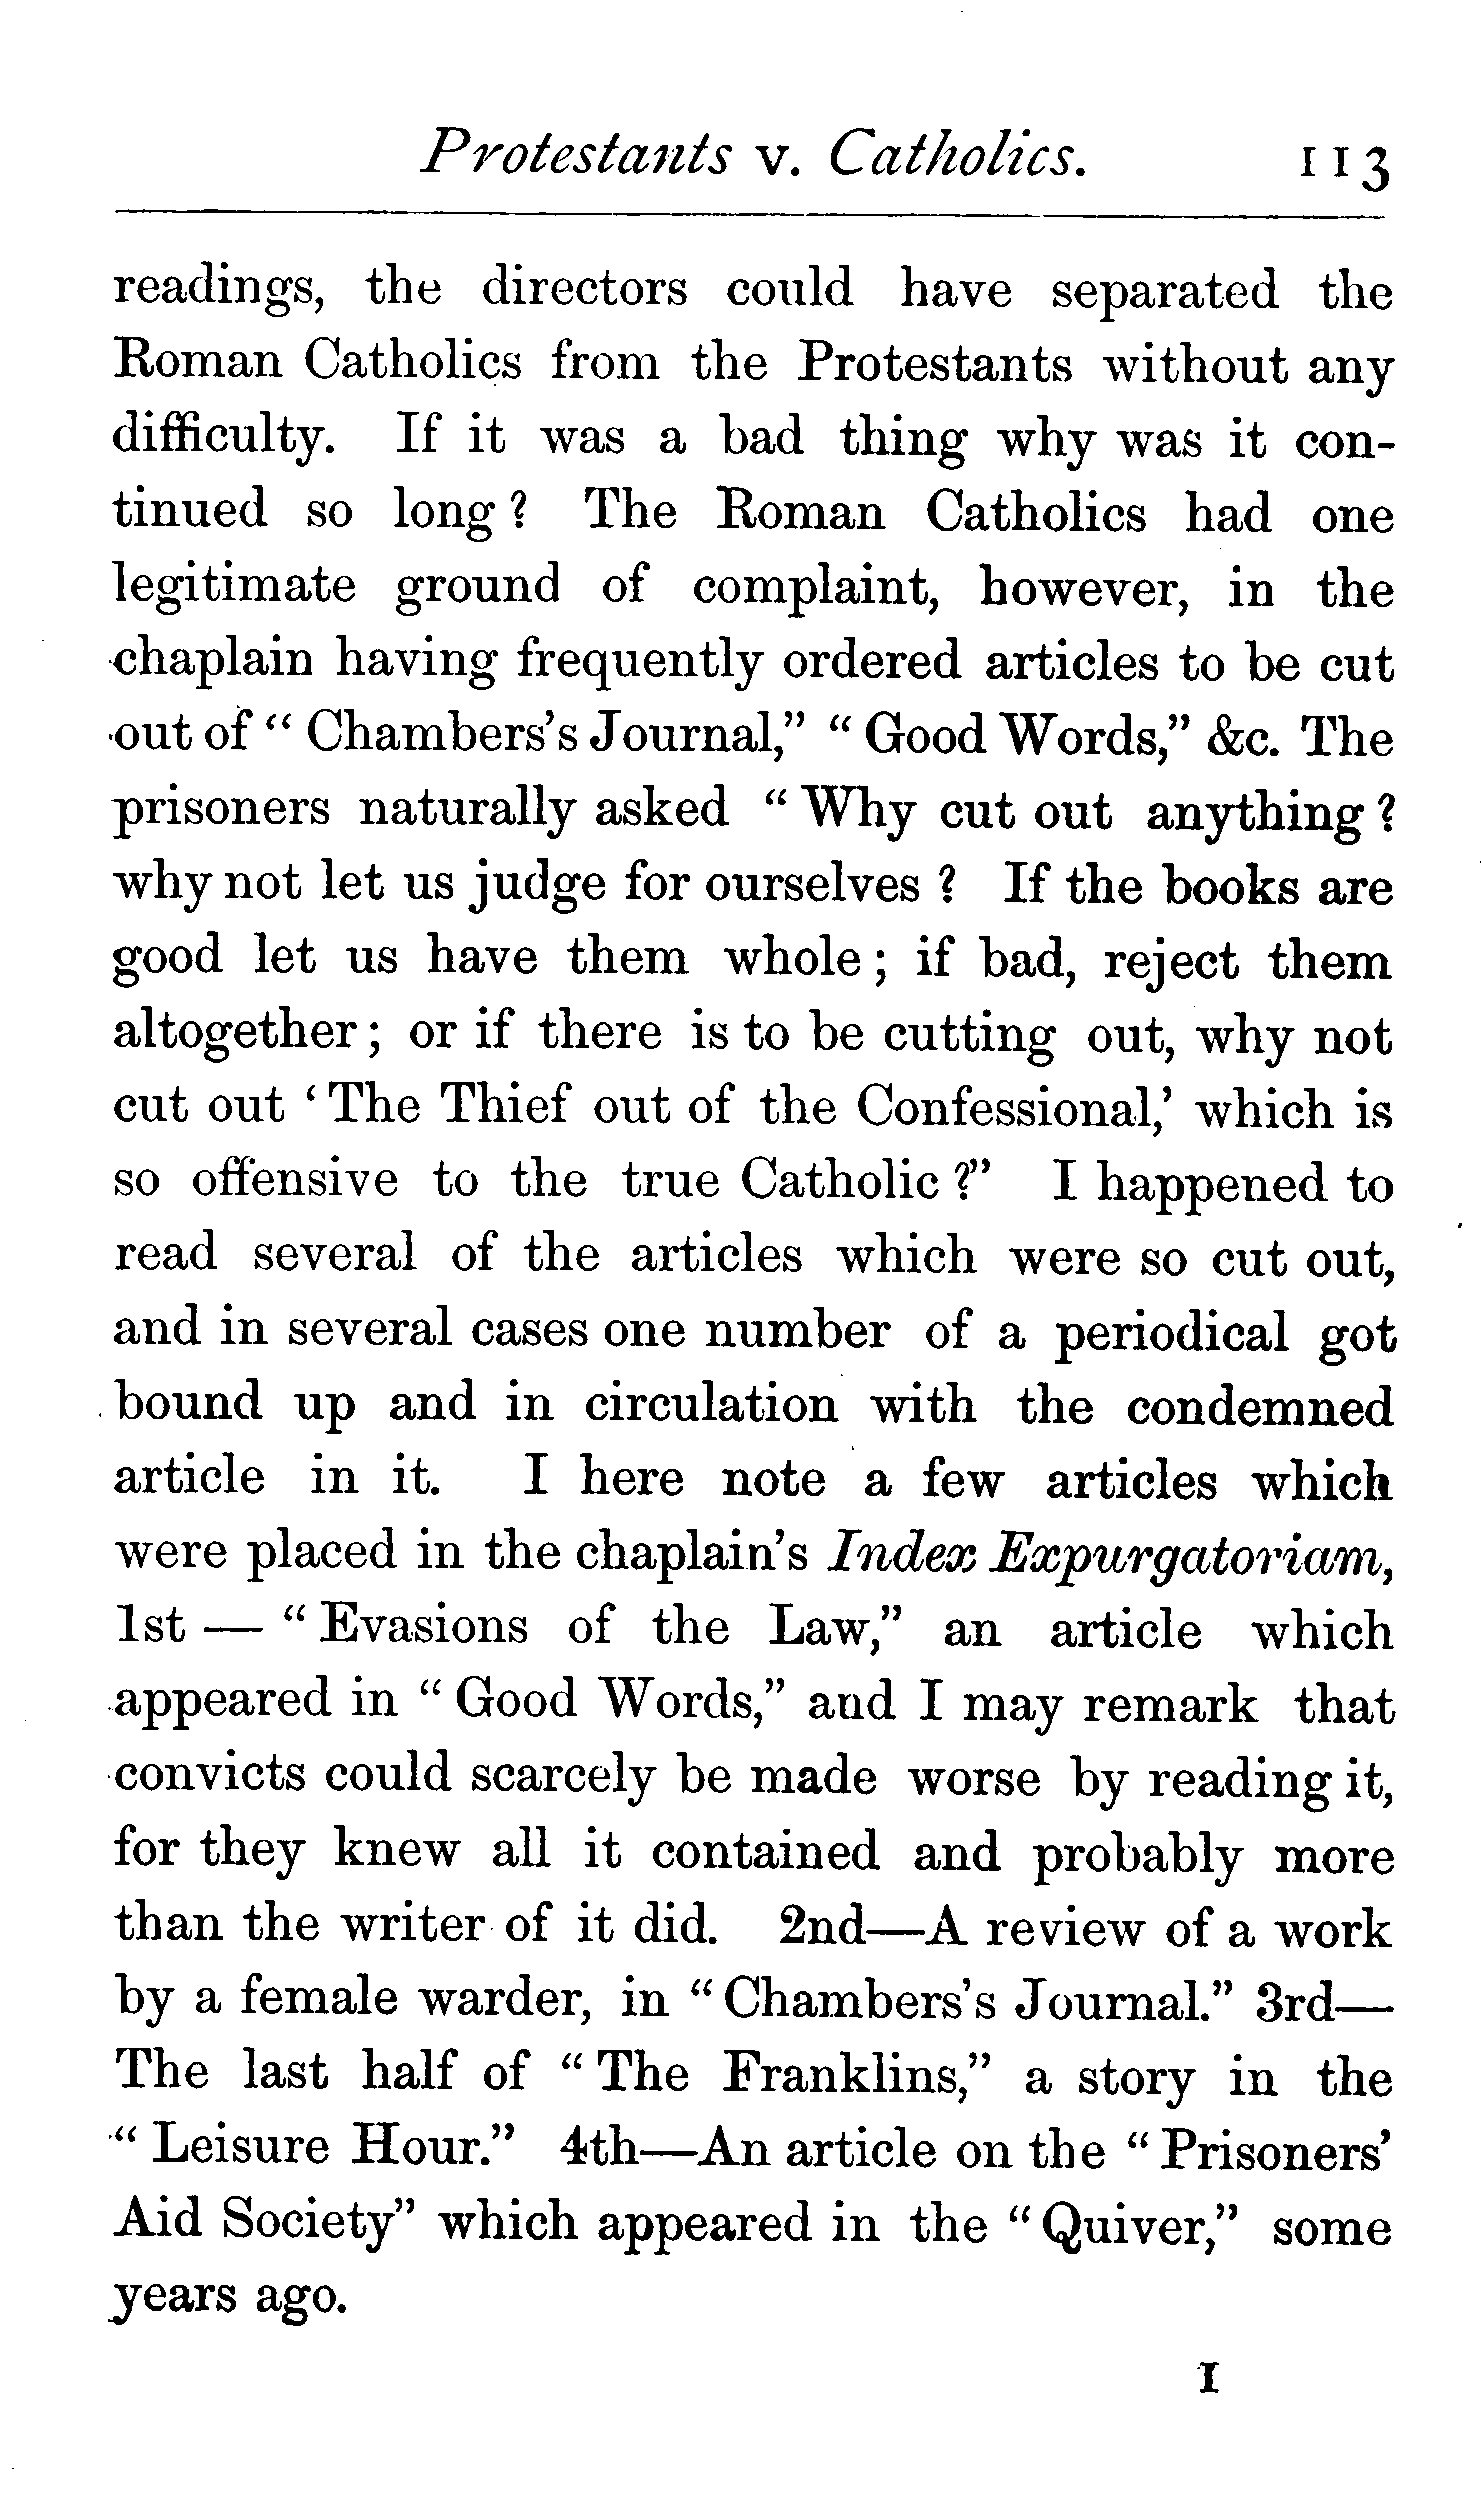 Protestants v. Catholics. 113
readings, the directors could have separated the
Roman Catholics from the Protestants without any
difficulty. If it was a bad thing why was it con-
tinued so long? The Roman Catholics had one
legitimate ground of complaint, however, in the
chaplain having frequently ordered articles to be cut
out of "Chambers's Journal," "Good Words," &c. The
prisoners naturally asked "Why cut out anything?
why not let us judge for ourselves? If the books are
good let us have them whole; if bad, reject them
altogether; or if there is to be cutting out, why not
cut out 'The Thief out of the Confessional,' which is
so offensive to the true Catholic?" I happened to
read several of the articles which were so cut out,
and in several cases one number of a periodical got
bound up and in circulation with the condemned
article in it. I here note a few articles which
were placed in the chaplain's Index Expurgatoriam,
1st — "Evasions of the Law," an article which
appeared in "Good Words," and I may remark that
convicts could scarcely be made worse by reading it,
for they knew all it contained and probably more
than the writer of it did. 2nd—A review of a work
by a female warder, in "Chambers's Journal." 3rd—
The last half of "The Franklins," a story in the
"Leisure Hour." 4th—An article on the "Prisoners'
Aid Society" which appeared in the "Quiver," some
years ago.
I